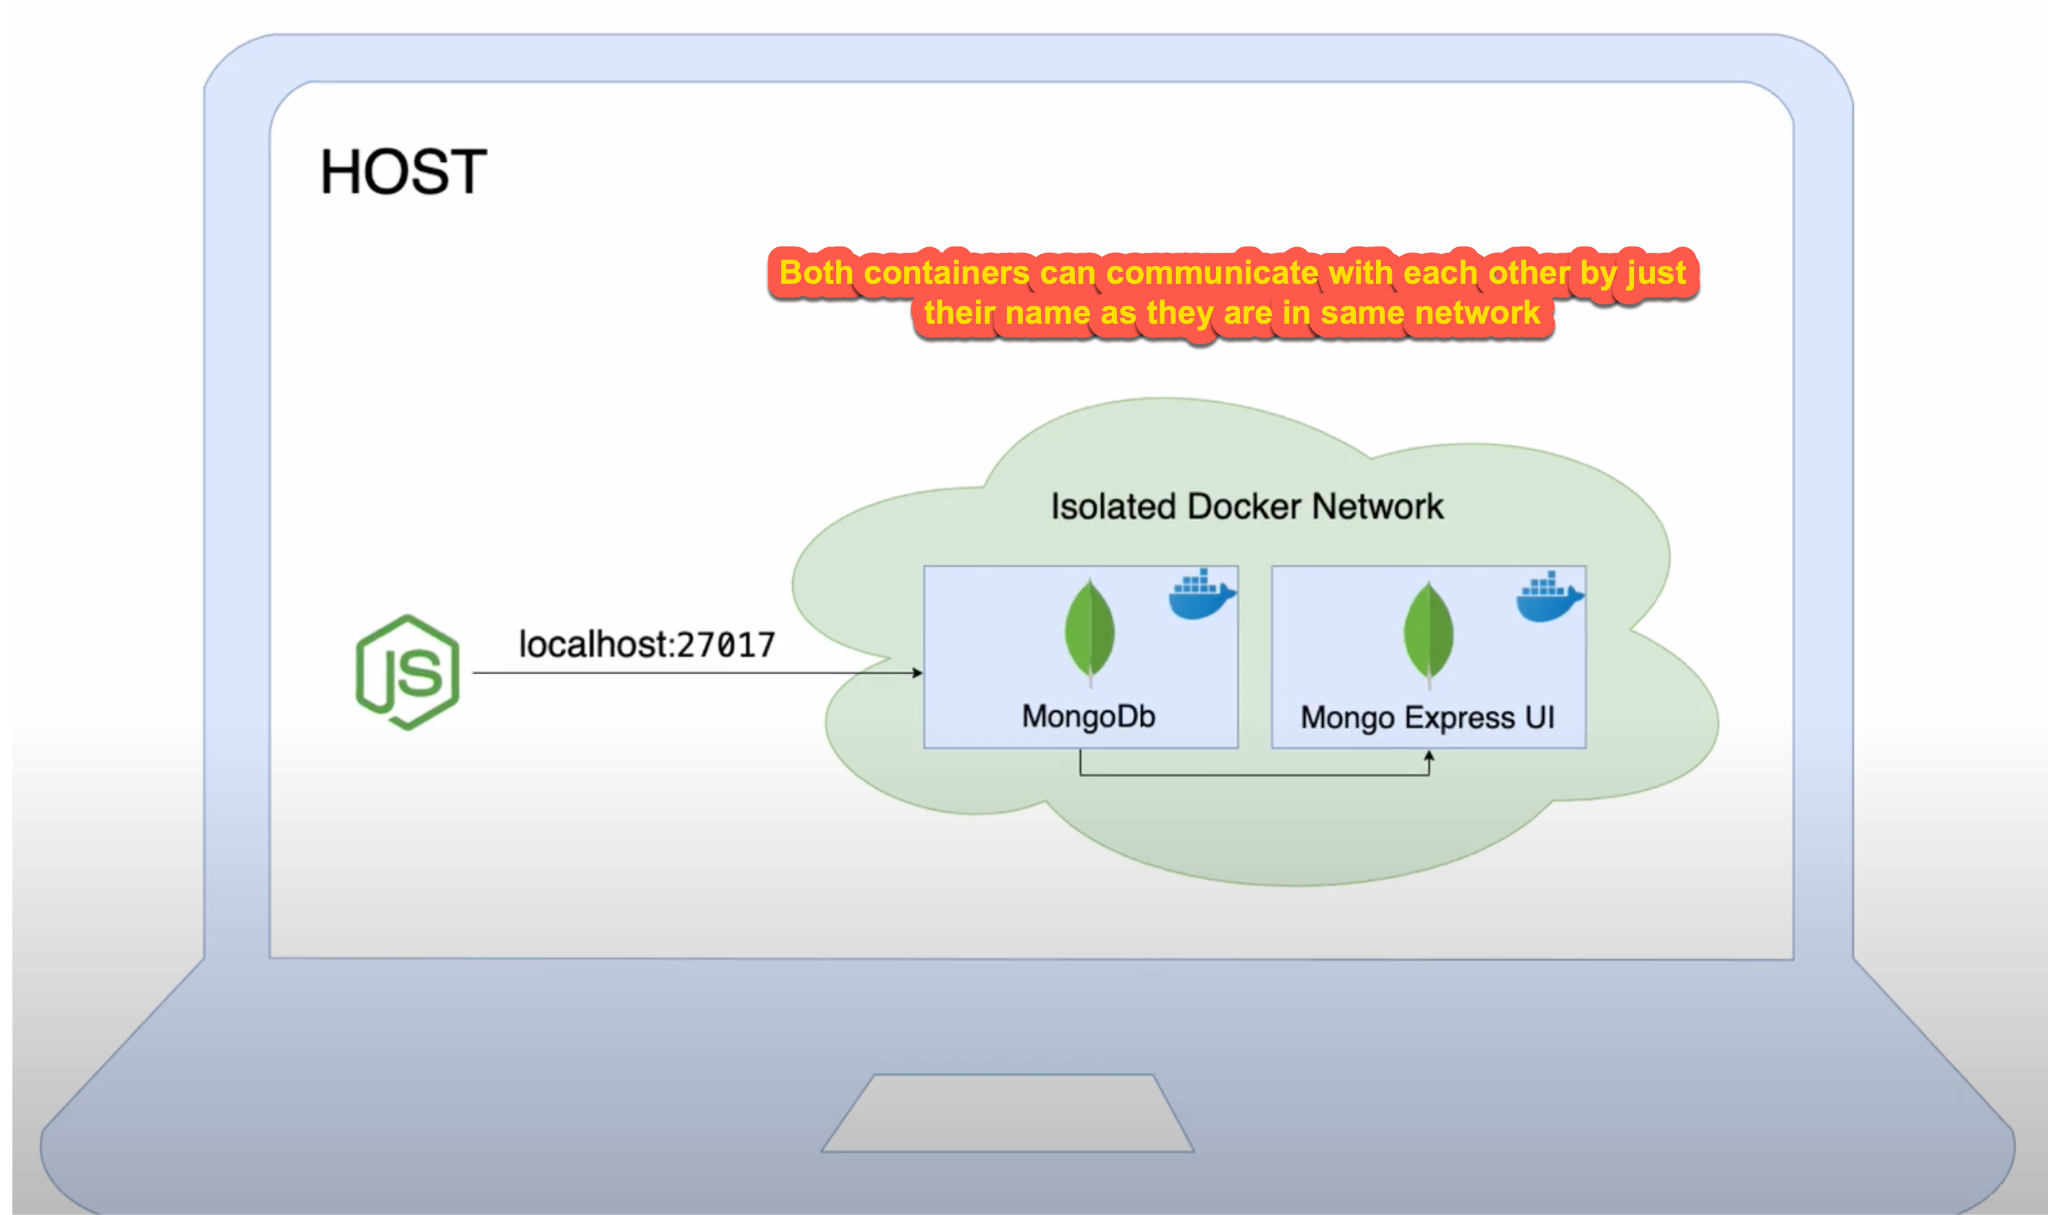 HOST
Both containers can communicate with each other by just
their name as they are in same network
Isolated Docker Network
localhost:27017
JS
MongoDb
Mongo Express UI